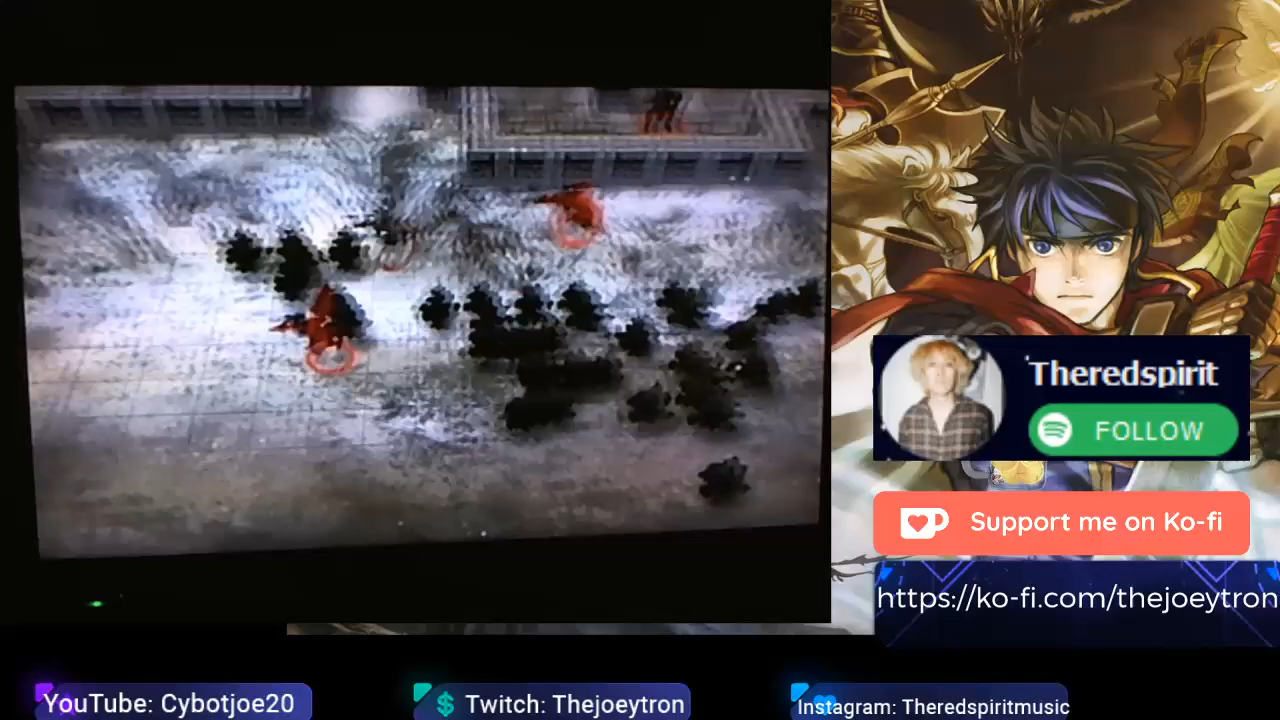 Theredspirit
FOLLOW
Support me on Ko-fi
https://ko-fi.com/thejoeytron
YouTube: Cybotjoe20
Twitch: Thejoeytron
Instagram: Theredspiritmusic